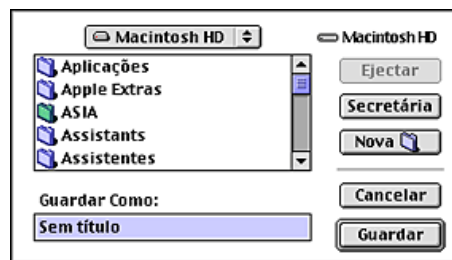 Macintosh HD
Macintosh HD
Aplicações
Apple Extras
ASIA
Assistants
Assistentes
Ejectar
Secretária
Nova
Guardar Como:
Sem título
Cancelar
Guardar